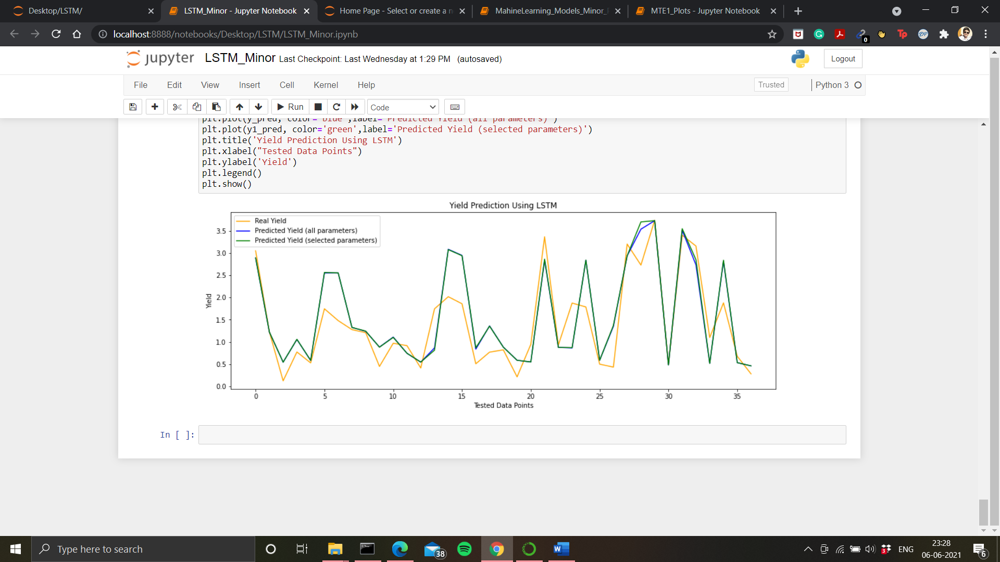 Desktop/LSTM/
LSTM_Minor - Jupyter Notebook
Home Page - Select or create a n
MahineLearning_Models_Minor_
MTE1_Plots - Jupyter Notebook
localhost:8888/notebooks/Desktop/LSTM/LSTM_Minor.ipynb
0
jupyter LSTM_Minor Last Checkpoint: Last Wednesday at 1:29 PM (autosaved)
Logout
File Edit View Insert Cell Kernel Help
Trusted
Python 3
Run
Code
plt.plot(y_pred, color='blue',label='Predicted Yield (all parameters)')
plt.plot(y1_pred, color='green',label='Predicted Yield (selected parameters)')
plt.title('Yield Prediction Using LSTM')
plt.xlabel("Tested Data Points")
plt.ylabel('Yield')
plt.legend()
plt.show()
Yield Prediction Using LSTM
Real Yield
Predicted Yield (all parameters)
Predicted Yield (selected parameters)
3.5
3.0
2.5
2.0
1.5
1.0
0.5
0.0
Yield
0 5 10 15 20 25 30 35
Tested Data Points
In [ ]:
Type here to search
38
3
ENG
23:28
06-06-2021
6